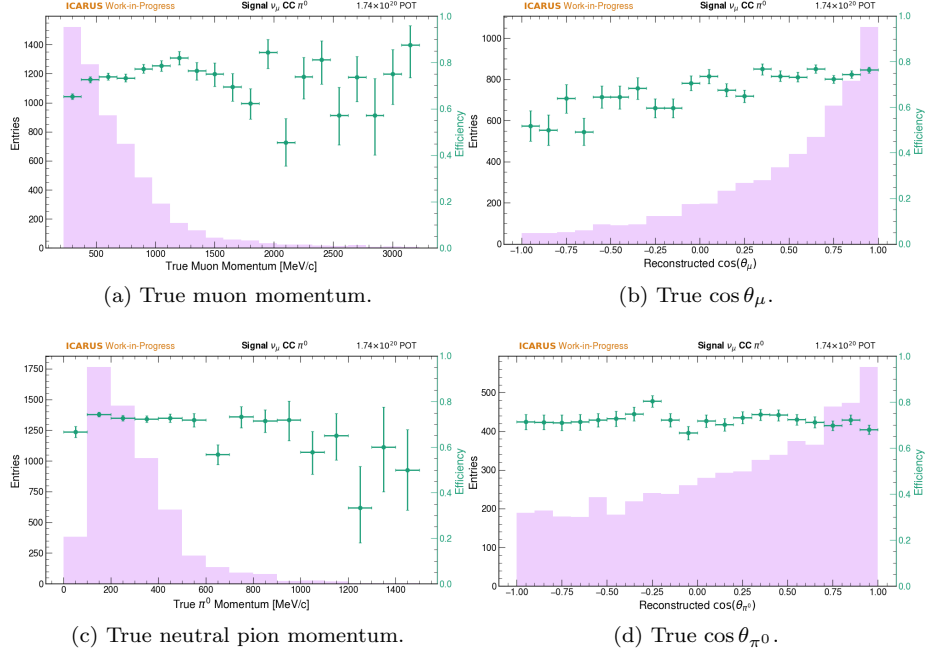 ICARUS Work-in-Progress Signal νμ CC π⁰ 1.74×10²⁰ POT
1400
1200
1000
800
600
400
200
0
Entries
1.0
0.8
0.6
0.4
0.2
0.0
Efficiency
500 1000 1500 2000 2500 3000
True Muon Momentum [MeV/c]
(a) True muon momentum.
ICARUS Work-in-Progress Signal νμ CC π⁰ 1.74×10²⁰ POT
1000
800
600
400
200
0
Entries
1.0
0.8
0.6
0.4
0.2
0.0
Efficiency
−1.00 −0.75 −0.50 −0.25 0.00 0.25 0.50 0.75 1.00
Reconstructed cos(θμ)
(b) True cos θμ.
ICARUS Work-in-Progress Signal νμ CC π⁰ 1.74×10²⁰ POT
1750
1500
1250
1000
750
500
250
0
Entries
1.0
0.8
0.6
0.4
0.2
0.0
Efficiency
0 200 400 600 800 1000 1200 1400
True π⁰ Momentum [MeV/c]
(c) True neutral pion momentum.
ICARUS Work-in-Progress Signal νμ CC π⁰ 1.74×10²⁰ POT
500
400
300
200
100
0
Entries
1.0
0.8
0.6
0.4
0.2
0.0
Efficiency
−1.00 −0.75 −0.50 −0.25 0.00 0.25 0.50 0.75 1.00
Reconstructed cos(θπ⁰)
(d) True cos θπ⁰.